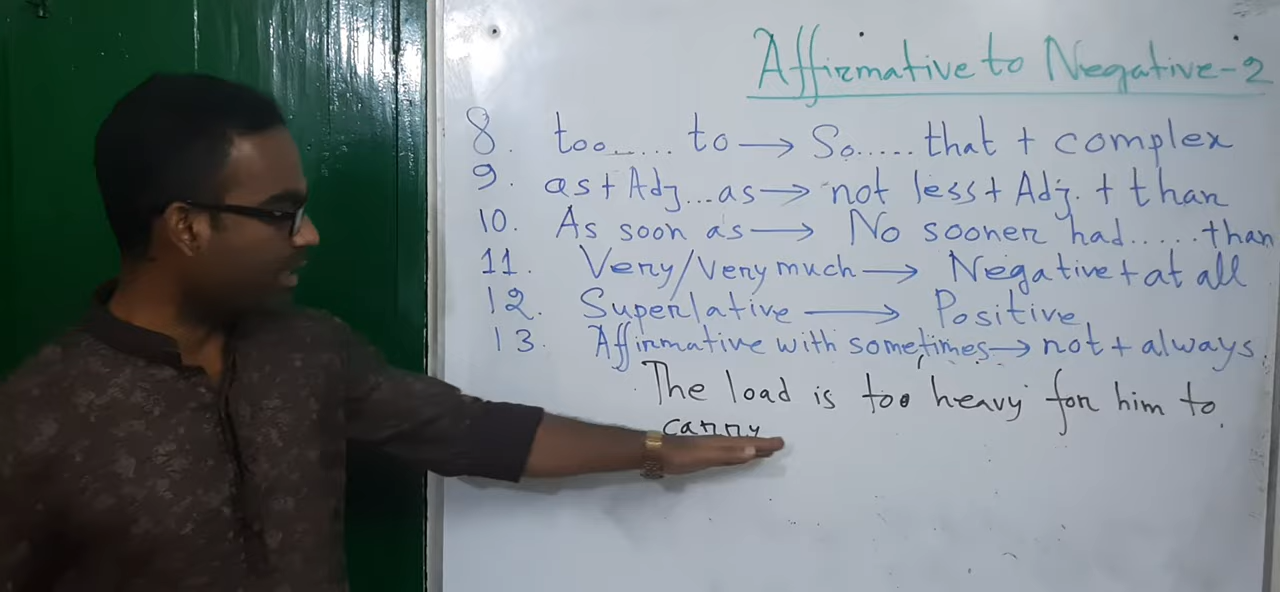 Affirmative to Negative-2
8. too...... to → So..... that + complex
9. as + Adj...as → not less + Adj. + than
10. As soon as → No sooner had.....than
11. Very/Very much → Negative + at all
12. Superlative → Positive
13. Affirmative with sometimes → not + always
The load is too heavy for him to
carry